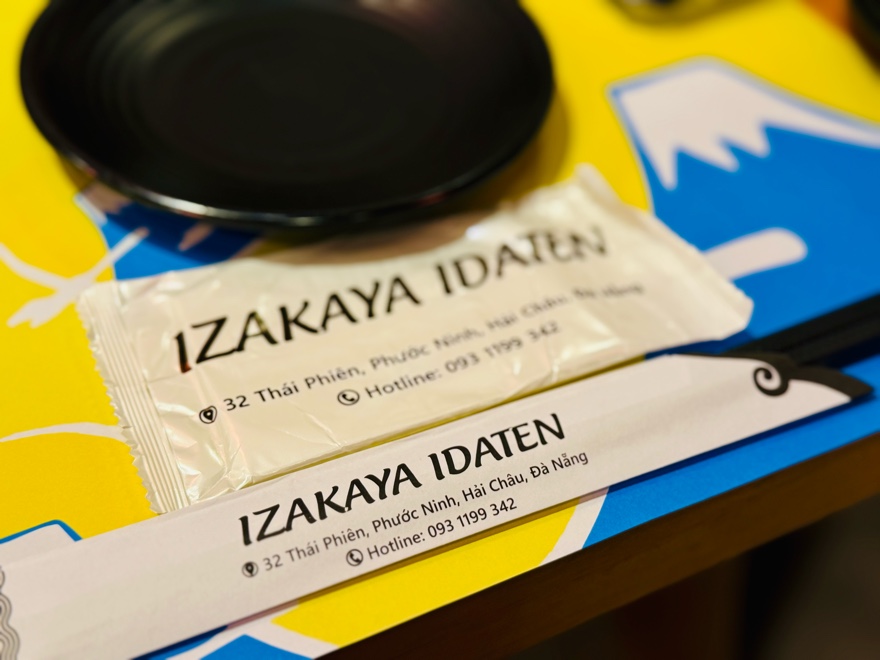 IZAKAYA IDATEN
32 Thái Phiên, Phước Ninh, Hải Châu, Đà Nẵng
Hotline: 093 1199 342
IZAKAYA IDATEN
32 Thái Phiên, Phước Ninh, Hải Châu, Đà Nẵng
Hotline: 093 1199 342